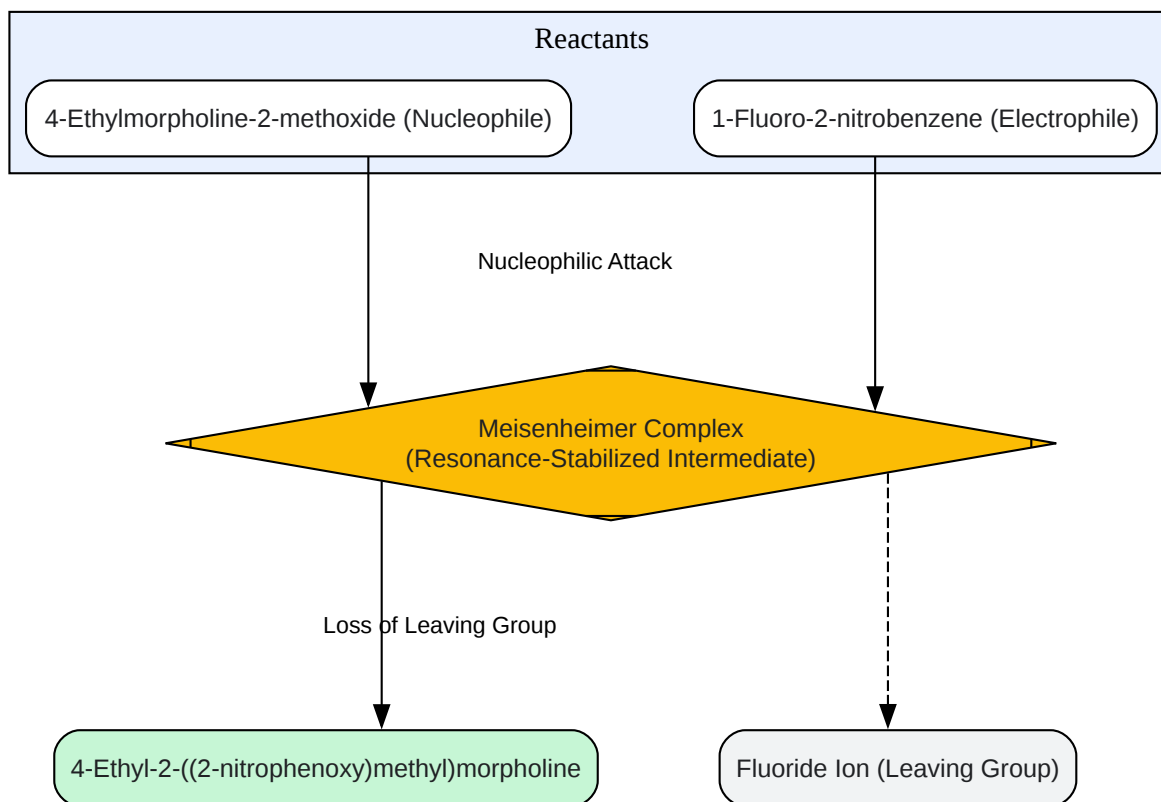 Reactants
4-Ethylmorpholine-2-methoxide (Nucleophile)
1-Fluoro-2-nitrobenzene (Electrophile)
Nucleophilic Attack
Meisenheimer Complex
(Resonance-Stabilized Intermediate)
Loss of Leaving Group
4-Ethyl-2-((2-nitrophenoxy)methyl)morpholine
Fluoride Ion (Leaving Group)